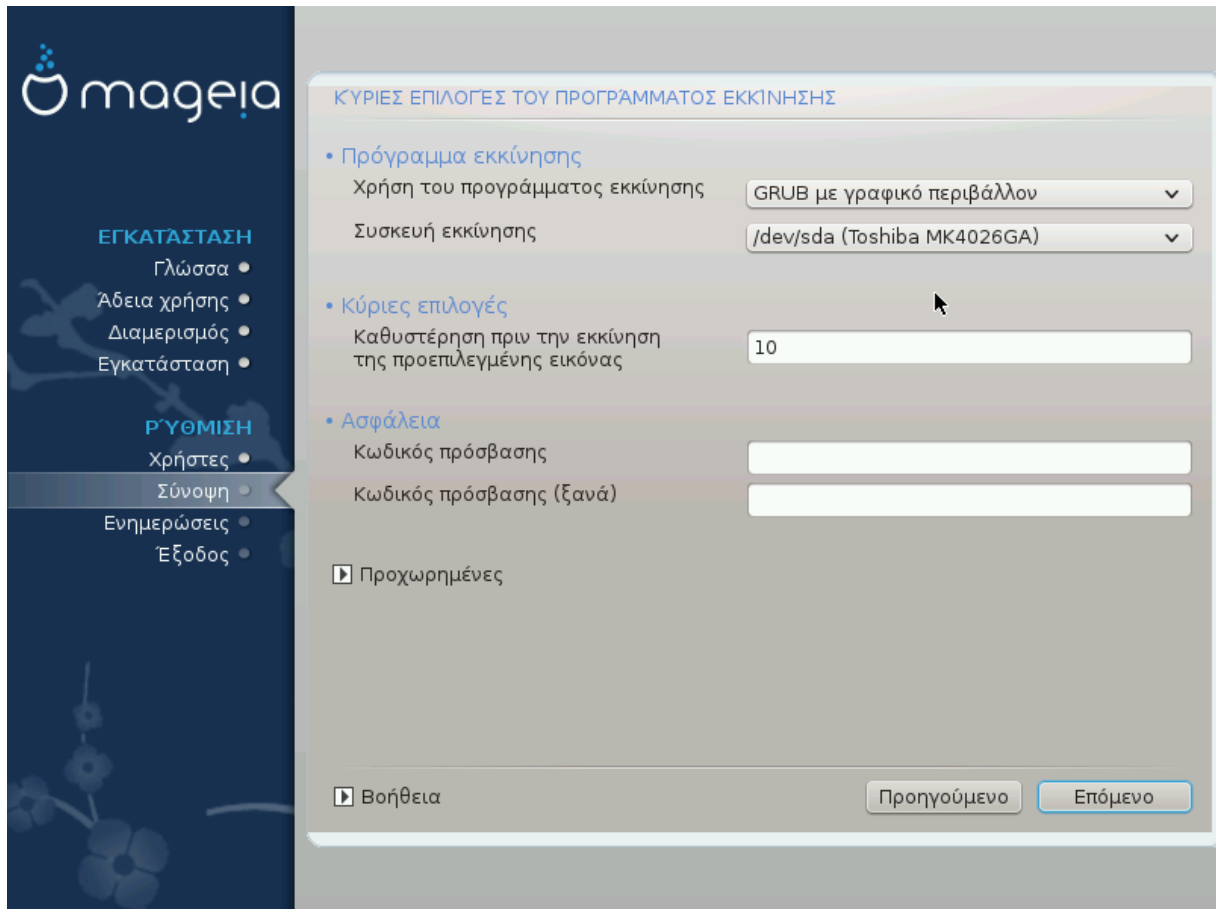 mageia
ΕΓΚΑΤΆΣΤΑΣΗ
Γλώσσα
Άδεια χρήσης
Διαμερισμός
Εγκατάσταση
ΡΎΘΜΙΣΗ
Χρήστες
Σύνοψη
Ενημερώσεις
Έξοδος
ΚΎΡΙΕΣ ΕΠΙΛΟΓΈΣ ΤΟΥ ΠΡΟΓΡΆΜΜΑΤΟΣ ΕΚΚΊΝΗΣΗΣ
• Πρόγραμμα εκκίνησης
Χρήση του προγράμματος εκκίνησης
GRUB με γραφικό περιβάλλον
Συσκευή εκκίνησης
/dev/sda (Toshiba MK4026GA)
• Κύριες επιλογές
Καθυστέρηση πριν την εκκίνηση
της προεπιλεγμένης εικόνας
10
• Ασφάλεια
Κωδικός πρόσβασης
Κωδικός πρόσβασης (ξανά)
Προχωρημένες
Βοήθεια
Προηγούμενο
Επόμενο